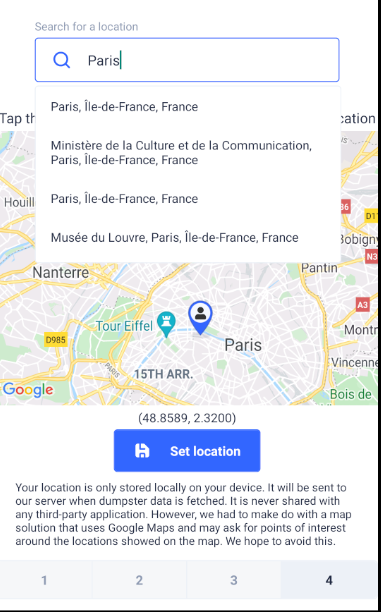 Search for a location
Paris
Paris, Île-de-France, France
Tap th
cation
Ministère de la Culture et de la Communication,
Paris, Île-de-France, France
Paris, Île-de-France, France
Houill
Musée du Louvre, Paris, Île-de-France, France
Bobigny
D11
N3
Nanterre
Pantin
A3
Tour Eiffel
Paris
Montr
D985
Vincenne
15TH ARR.
Google
Bois de
(48.8589, 2.3200)
Set location
Your location is only stored locally on your device. It will be sent to
our server when dumpster data is fetched. It is never shared with
any third-party application. However, we had to make do with a map
solution that uses Google Maps and may ask for points of interest
around the locations showed on the map. We hope to avoid this.
1 2 3 4